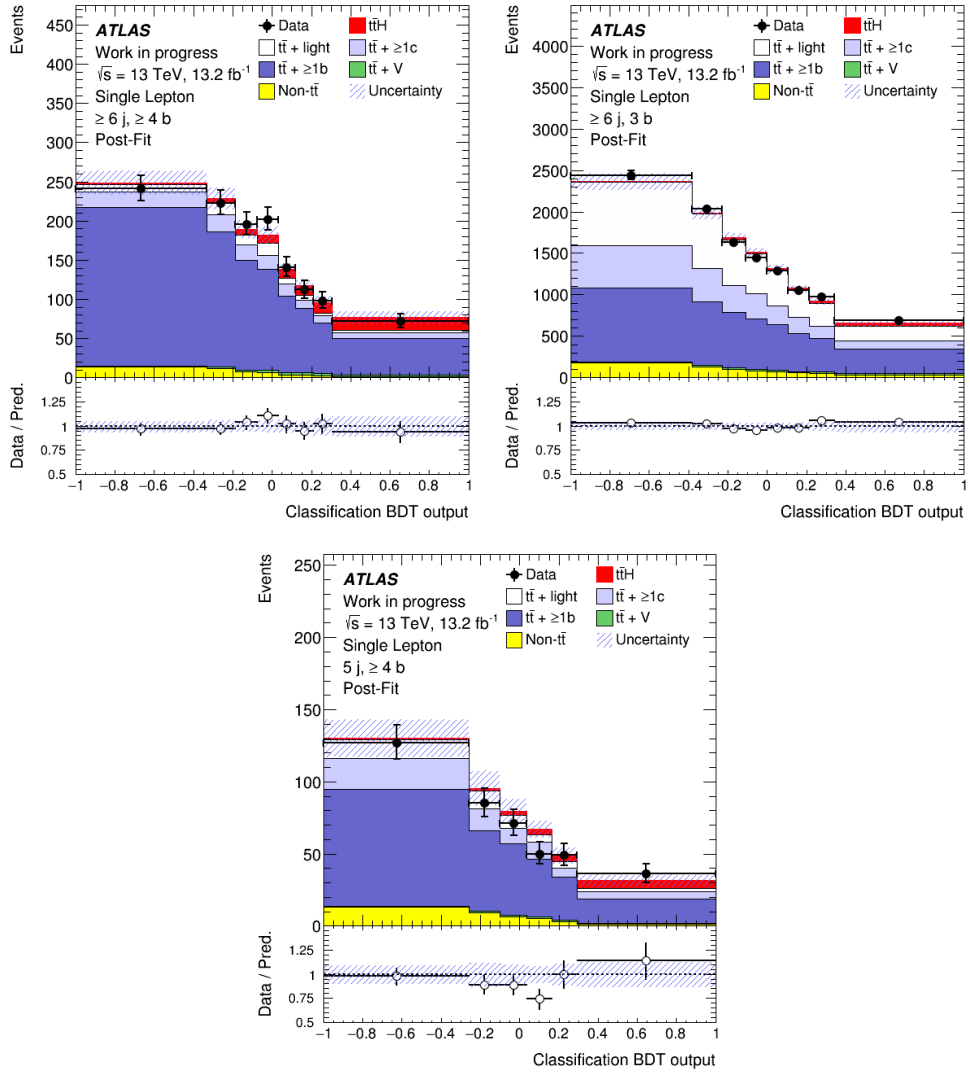 Events
450
400
350
300
250
200
150
100
50
0
ATLAS
Work in progress
√s = 13 TeV, 13.2 fb⁻¹
Single Lepton
≥ 6 j, ≥ 4 b
Post-Fit
Data
tt̄H
tt̄ + light
tt̄ + ≥1c
tt̄ + ≥1b
tt̄ + V
Non-tt̄
Uncertainty
Data / Pred.
1.25
1
0.75
0.5
−1 −0.8 −0.6 −0.4 −0.2 0 0.2 0.4 0.6 0.8 1
Classification BDT output
Events
4500
4000
3500
3000
2500
2000
1500
1000
500
0
ATLAS
Work in progress
√s = 13 TeV, 13.2 fb⁻¹
Single Lepton
≥ 6 j, 3 b
Post-Fit
Data
tt̄H
tt̄ + light
tt̄ + ≥1c
tt̄ + ≥1b
tt̄ + V
Non-tt̄
Uncertainty
Data / Pred.
1.25
1
0.75
0.5
−1 −0.8 −0.6 −0.4 −0.2 0 0.2 0.4 0.6 0.8 1
Classification BDT output
Events
250
200
150
100
50
0
ATLAS
Work in progress
√s = 13 TeV, 13.2 fb⁻¹
Single Lepton
5 j, ≥ 4 b
Post-Fit
Data
tt̄H
tt̄ + light
tt̄ + ≥1c
tt̄ + ≥1b
tt̄ + V
Non-tt̄
Uncertainty
Data / Pred.
1.25
1
0.75
0.5
−1 −0.8 −0.6 −0.4 −0.2 0 0.2 0.4 0.6 0.8 1
Classification BDT output